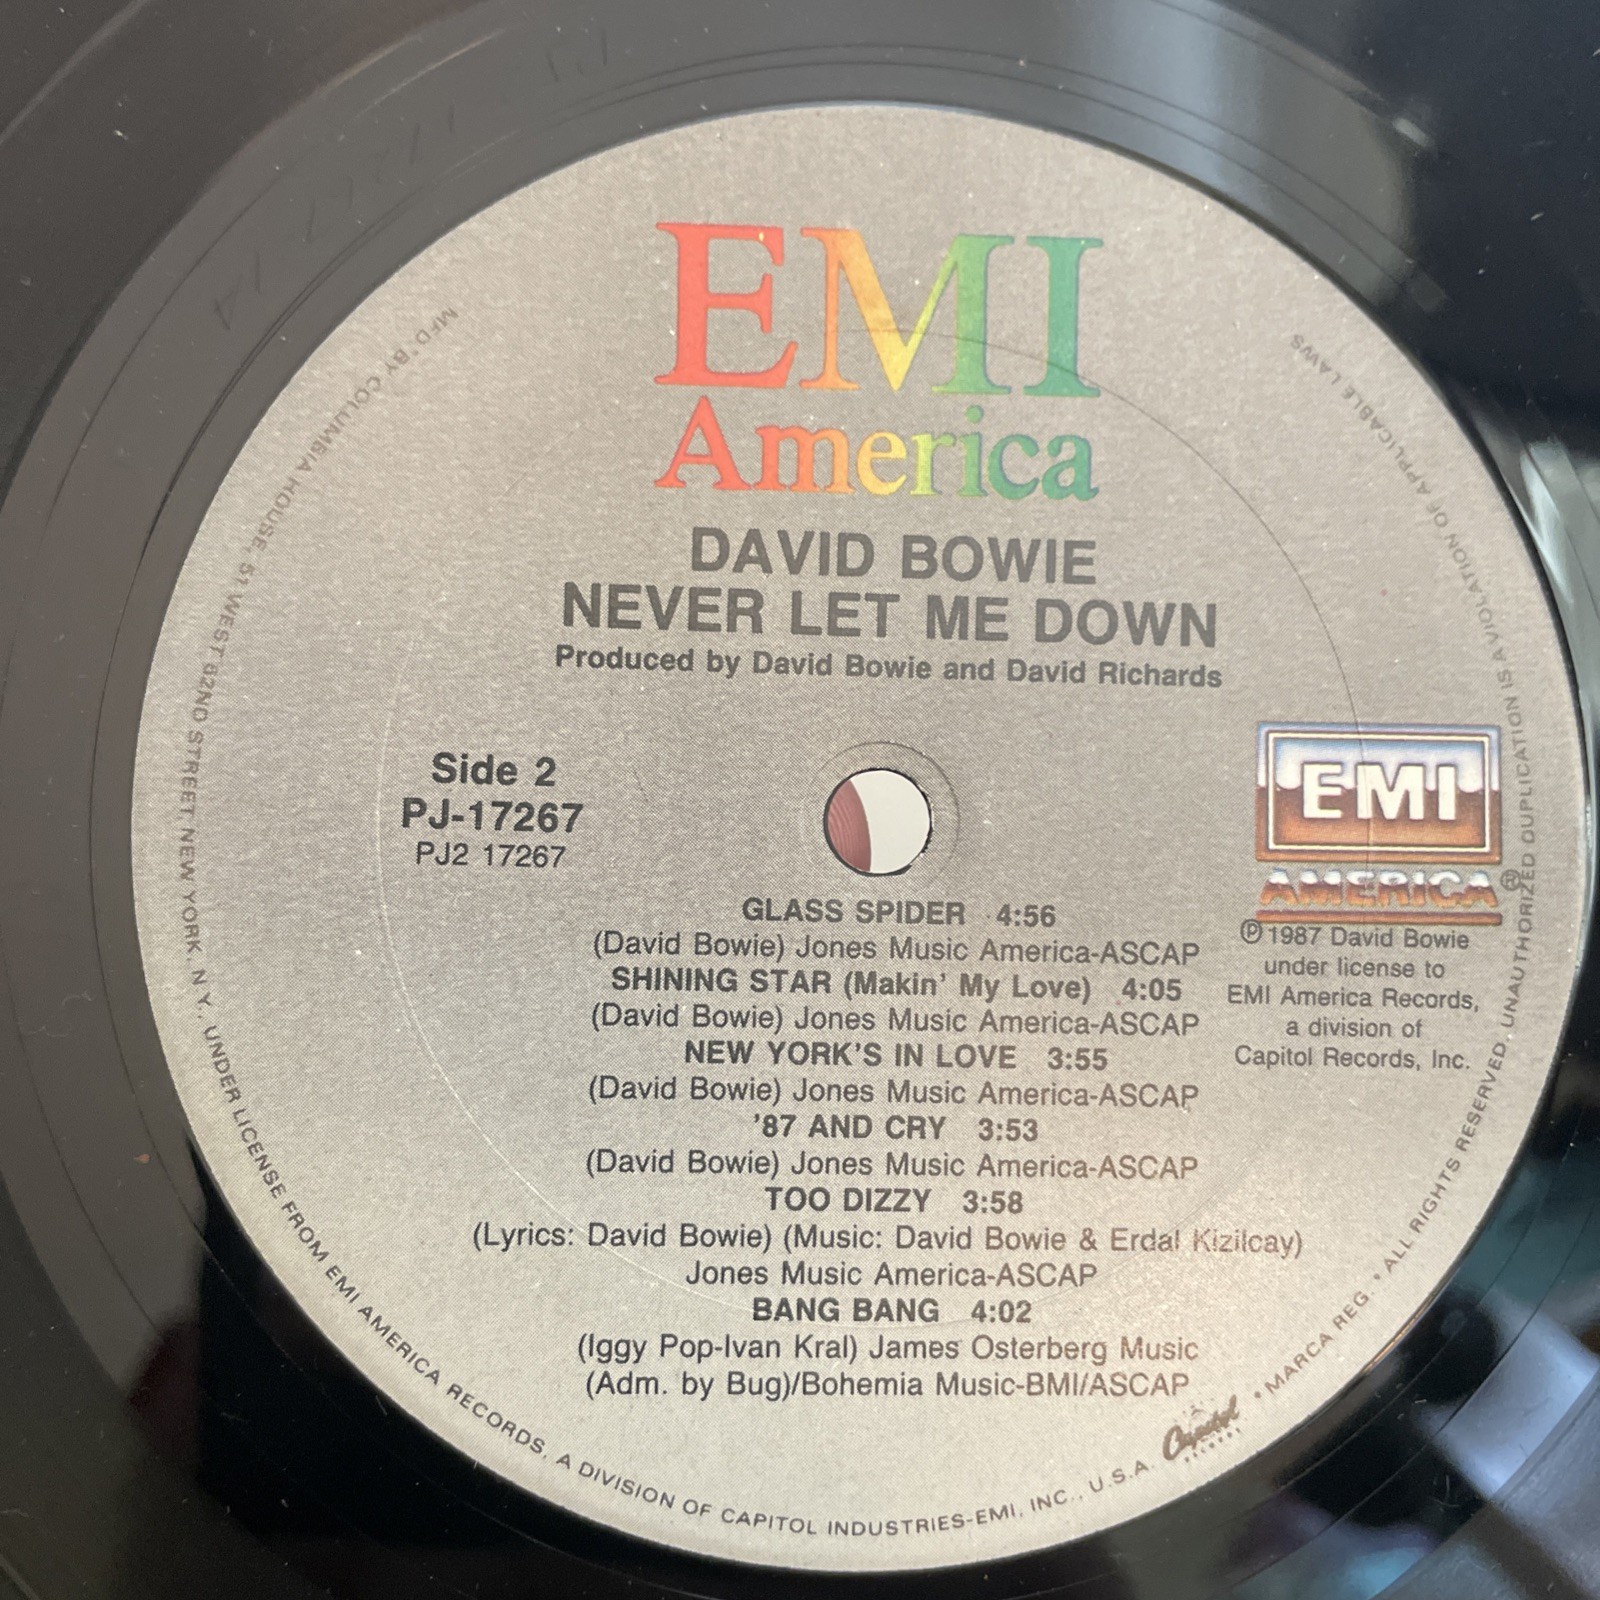 EMI
America
DAVID BOWIE
NEVER LET ME DOWN
Produced by David Bowie and David Richards
Side 2
PJ-17267
PJ2 17267
EMI
AMERICA®
℗1987 David Bowie
under license to
EMI America Records,
a division of
Capitol Records, Inc.
GLASS SPIDER 4:56
(David Bowie) Jones Music America-ASCAP
SHINING STAR (Makin' My Love) 4:05
(David Bowie) Jones Music America-ASCAP
NEW YORK'S IN LOVE 3:55
(David Bowie) Jones Music America-ASCAP
'87 AND CRY 3:53
(David Bowie) Jones Music America-ASCAP
TOO DIZZY 3:58
(Lyrics: David Bowie) (Music: David Bowie & Erdal Kizilcay)
Jones Music America-ASCAP
BANG BANG 4:02
(Iggy Pop-Ivan Kral) James Osterberg Music
(Adm. by Bug)/Bohemia Music-BMI/ASCAP
MFD. BY COLUMBIA HOUSE, 51 WEST 52ND STREET, NEW YORK, N.Y., UNDER LICENSE FROM EMI AMERICA RECORDS, A DIVISION OF CAPITOL INDUSTRIES-EMI, INC., U.S.A. Capitol RECORDS • MARCA REG. • ALL RIGHTS RESERVED. UNAUTHORIZED DUPLICATION IS A VIOLATION OF APPLICABLE LAWS